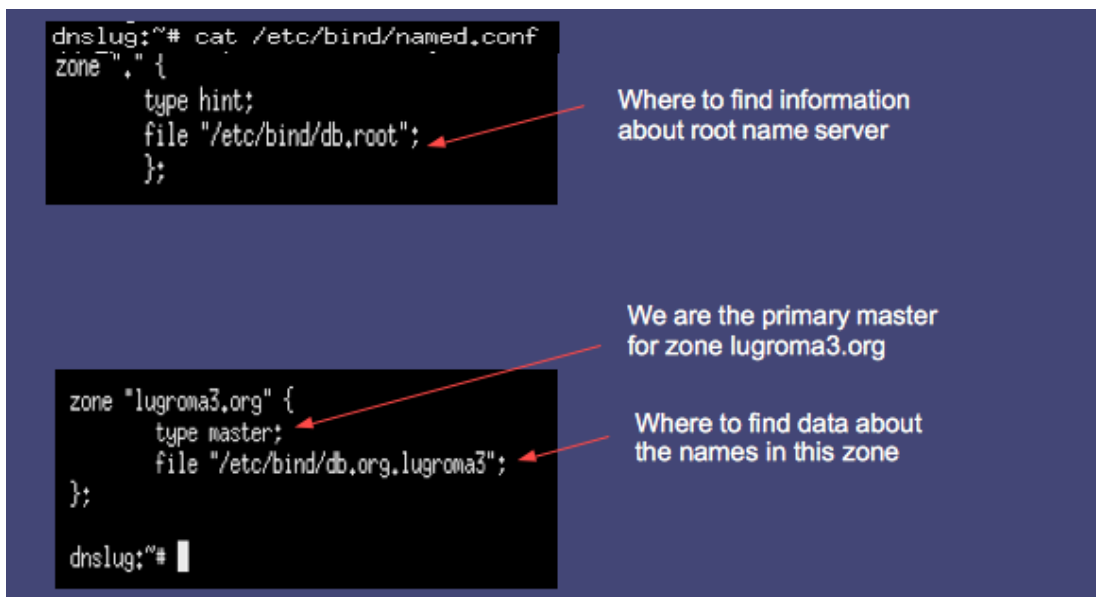 dnslug:~# cat /etc/bind/named.conf
zone "." {
type hint;
file "/etc/bind/db.root";
};
Where to find information
about root name server
We are the primary master
for zone lugroma3.org
zone "lugroma3.org" {
type master;
file "/etc/bind/db.org.lugroma3";
};
Where to find data about
the names in this zone
dnslug:~#